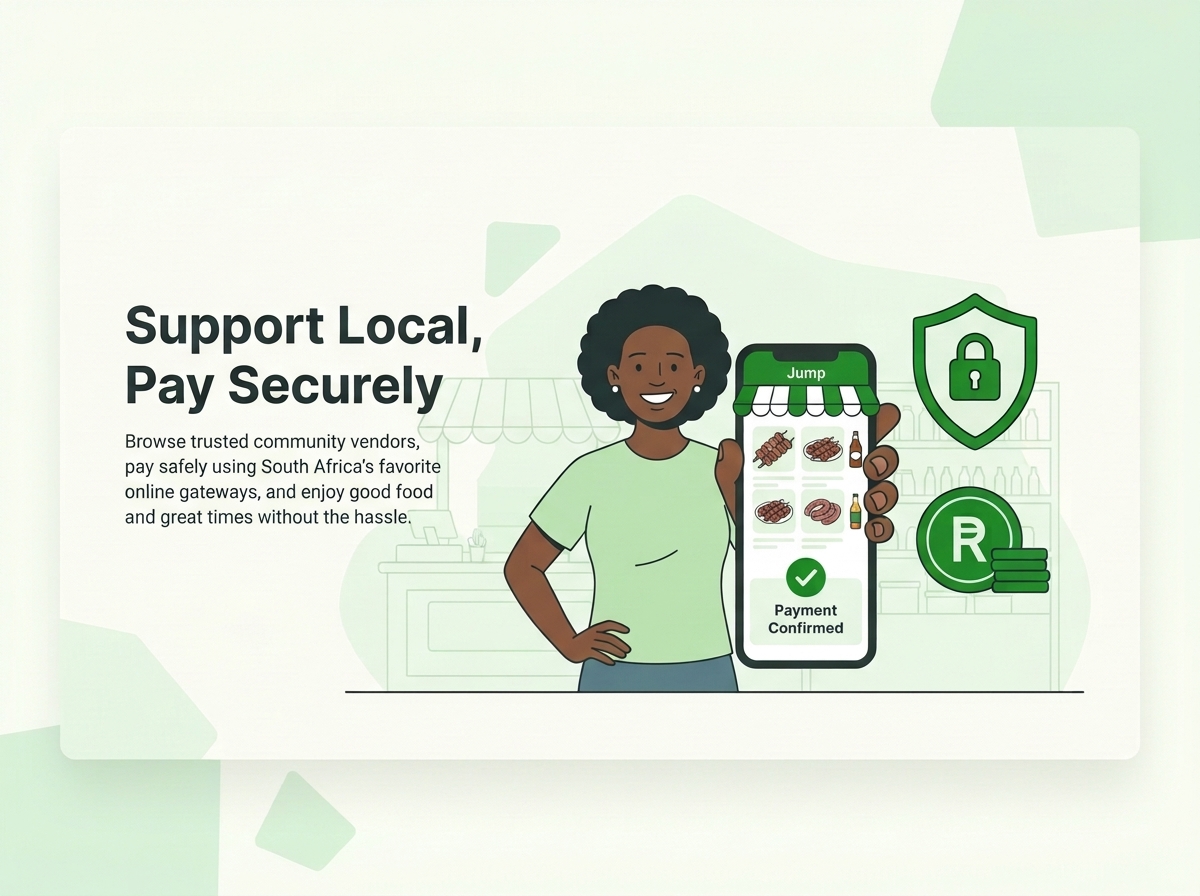 Support Local,
Pay Securely
Browse trusted community vendors,
pay safely using South Africa's favorite
online gateways, and enjoy good food
and great times without the hassle.
Jump
Payment
Confirmed
R